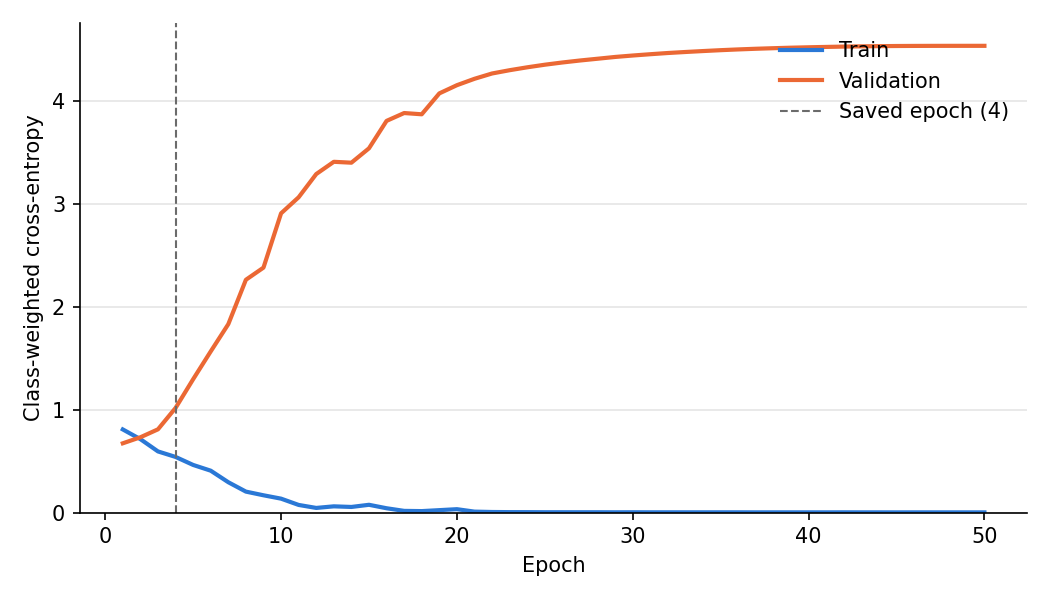 Train
Validation
Saved epoch (4)
Class-weighted cross-entropy
4
3
2
1
0
0 10 20 30 40 50
Epoch